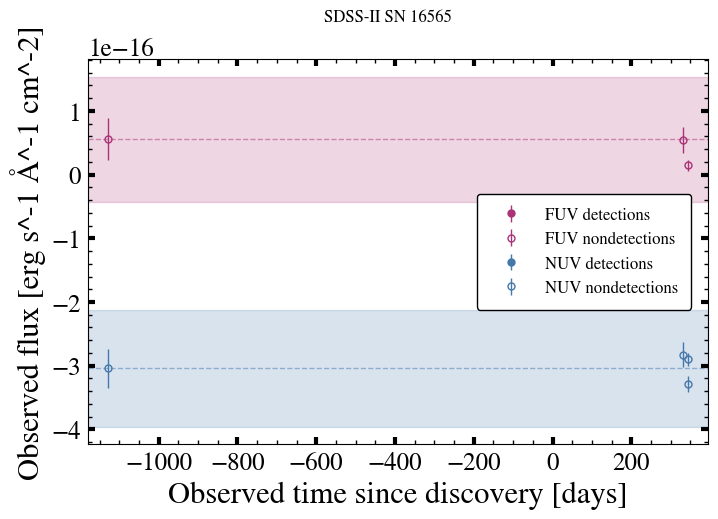 SDSS-II SN 16565
1e−16
Observed flux [erg s^-1 Å^-1 cm^-2]
1
0
−1
−2
−3
−4
FUV detections
FUV nondetections
NUV detections
NUV nondetections
−1000 −800 −600 −400 −200 0 200
Observed time since discovery [days]